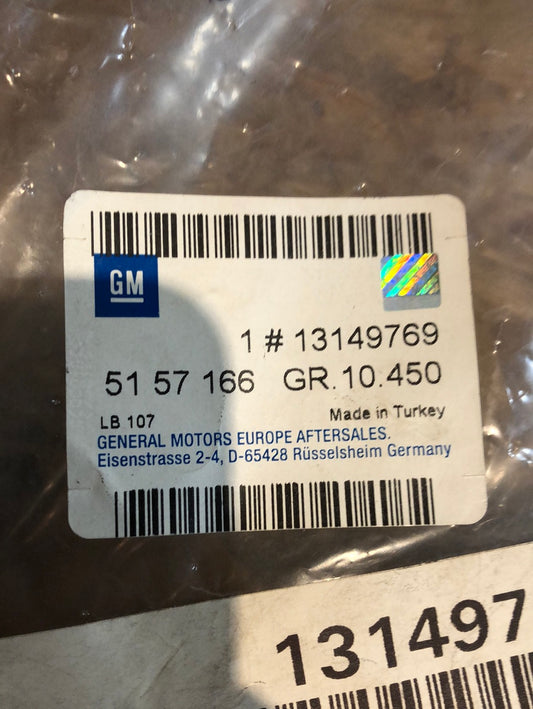 GM
1 # 13149769
51 57 166 GR.10.450
LB 107 Made in Turkey
GENERAL MOTORS EUROPE AFTERSALES.
Eisenstrasse 2-4, D-65428 Rüsselsheim Germany
131497